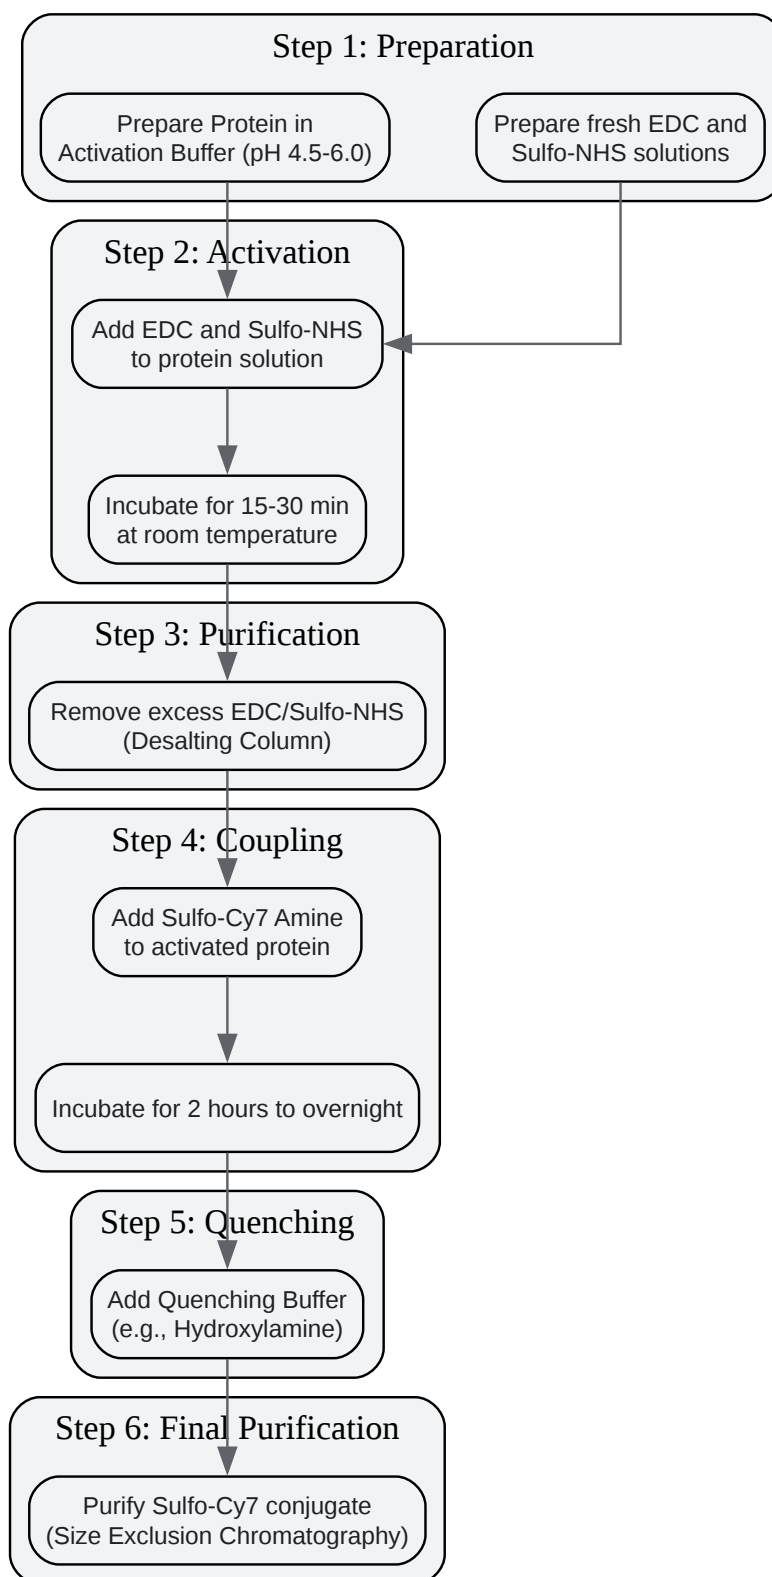 Step 1: Preparation
Prepare Protein in
Activation Buffer (pH 4.5-6.0)
Prepare fresh EDC and
Sulfo-NHS solutions
Step 2: Activation
Add EDC and Sulfo-NHS
to protein solution
Incubate for 15-30 min
at room temperature
Step 3: Purification
Remove excess EDC/Sulfo-NHS
(Desalting Column)
Step 4: Coupling
Add Sulfo-Cy7 Amine
to activated protein
Incubate for 2 hours to overnight
Step 5: Quenching
Add Quenching Buffer
(e.g., Hydroxylamine)
Step 6: Final Purification
Purify Sulfo-Cy7 conjugate
(Size Exclusion Chromatography)